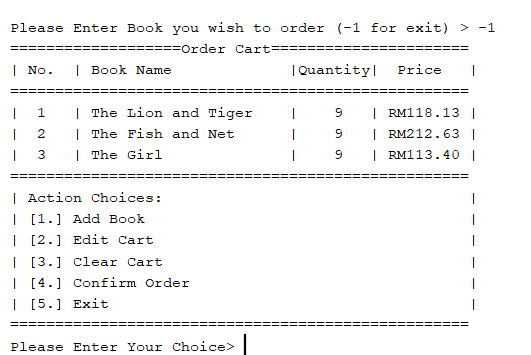 Please Enter Book you wish to order (-1 for exit) > -1
===================Order Cart======================
| No.  | Book Name             |Quantity|  Price   |
===================================================
|  1   | The Lion and Tiger    |    9   | RM118.13 |
|  2   | The Fish and Net      |    9   | RM212.63 |
|  3   | The Girl              |    9   | RM113.40 |
===================================================
| Action Choices:                                  |
| [1.] Add Book                                    |
| [2.] Edit Cart                                   |
| [3.] Clear Cart                                  |
| [4.] Confirm Order                               |
| [5.] Exit                                        |
===================================================
Please Enter Your Choice>